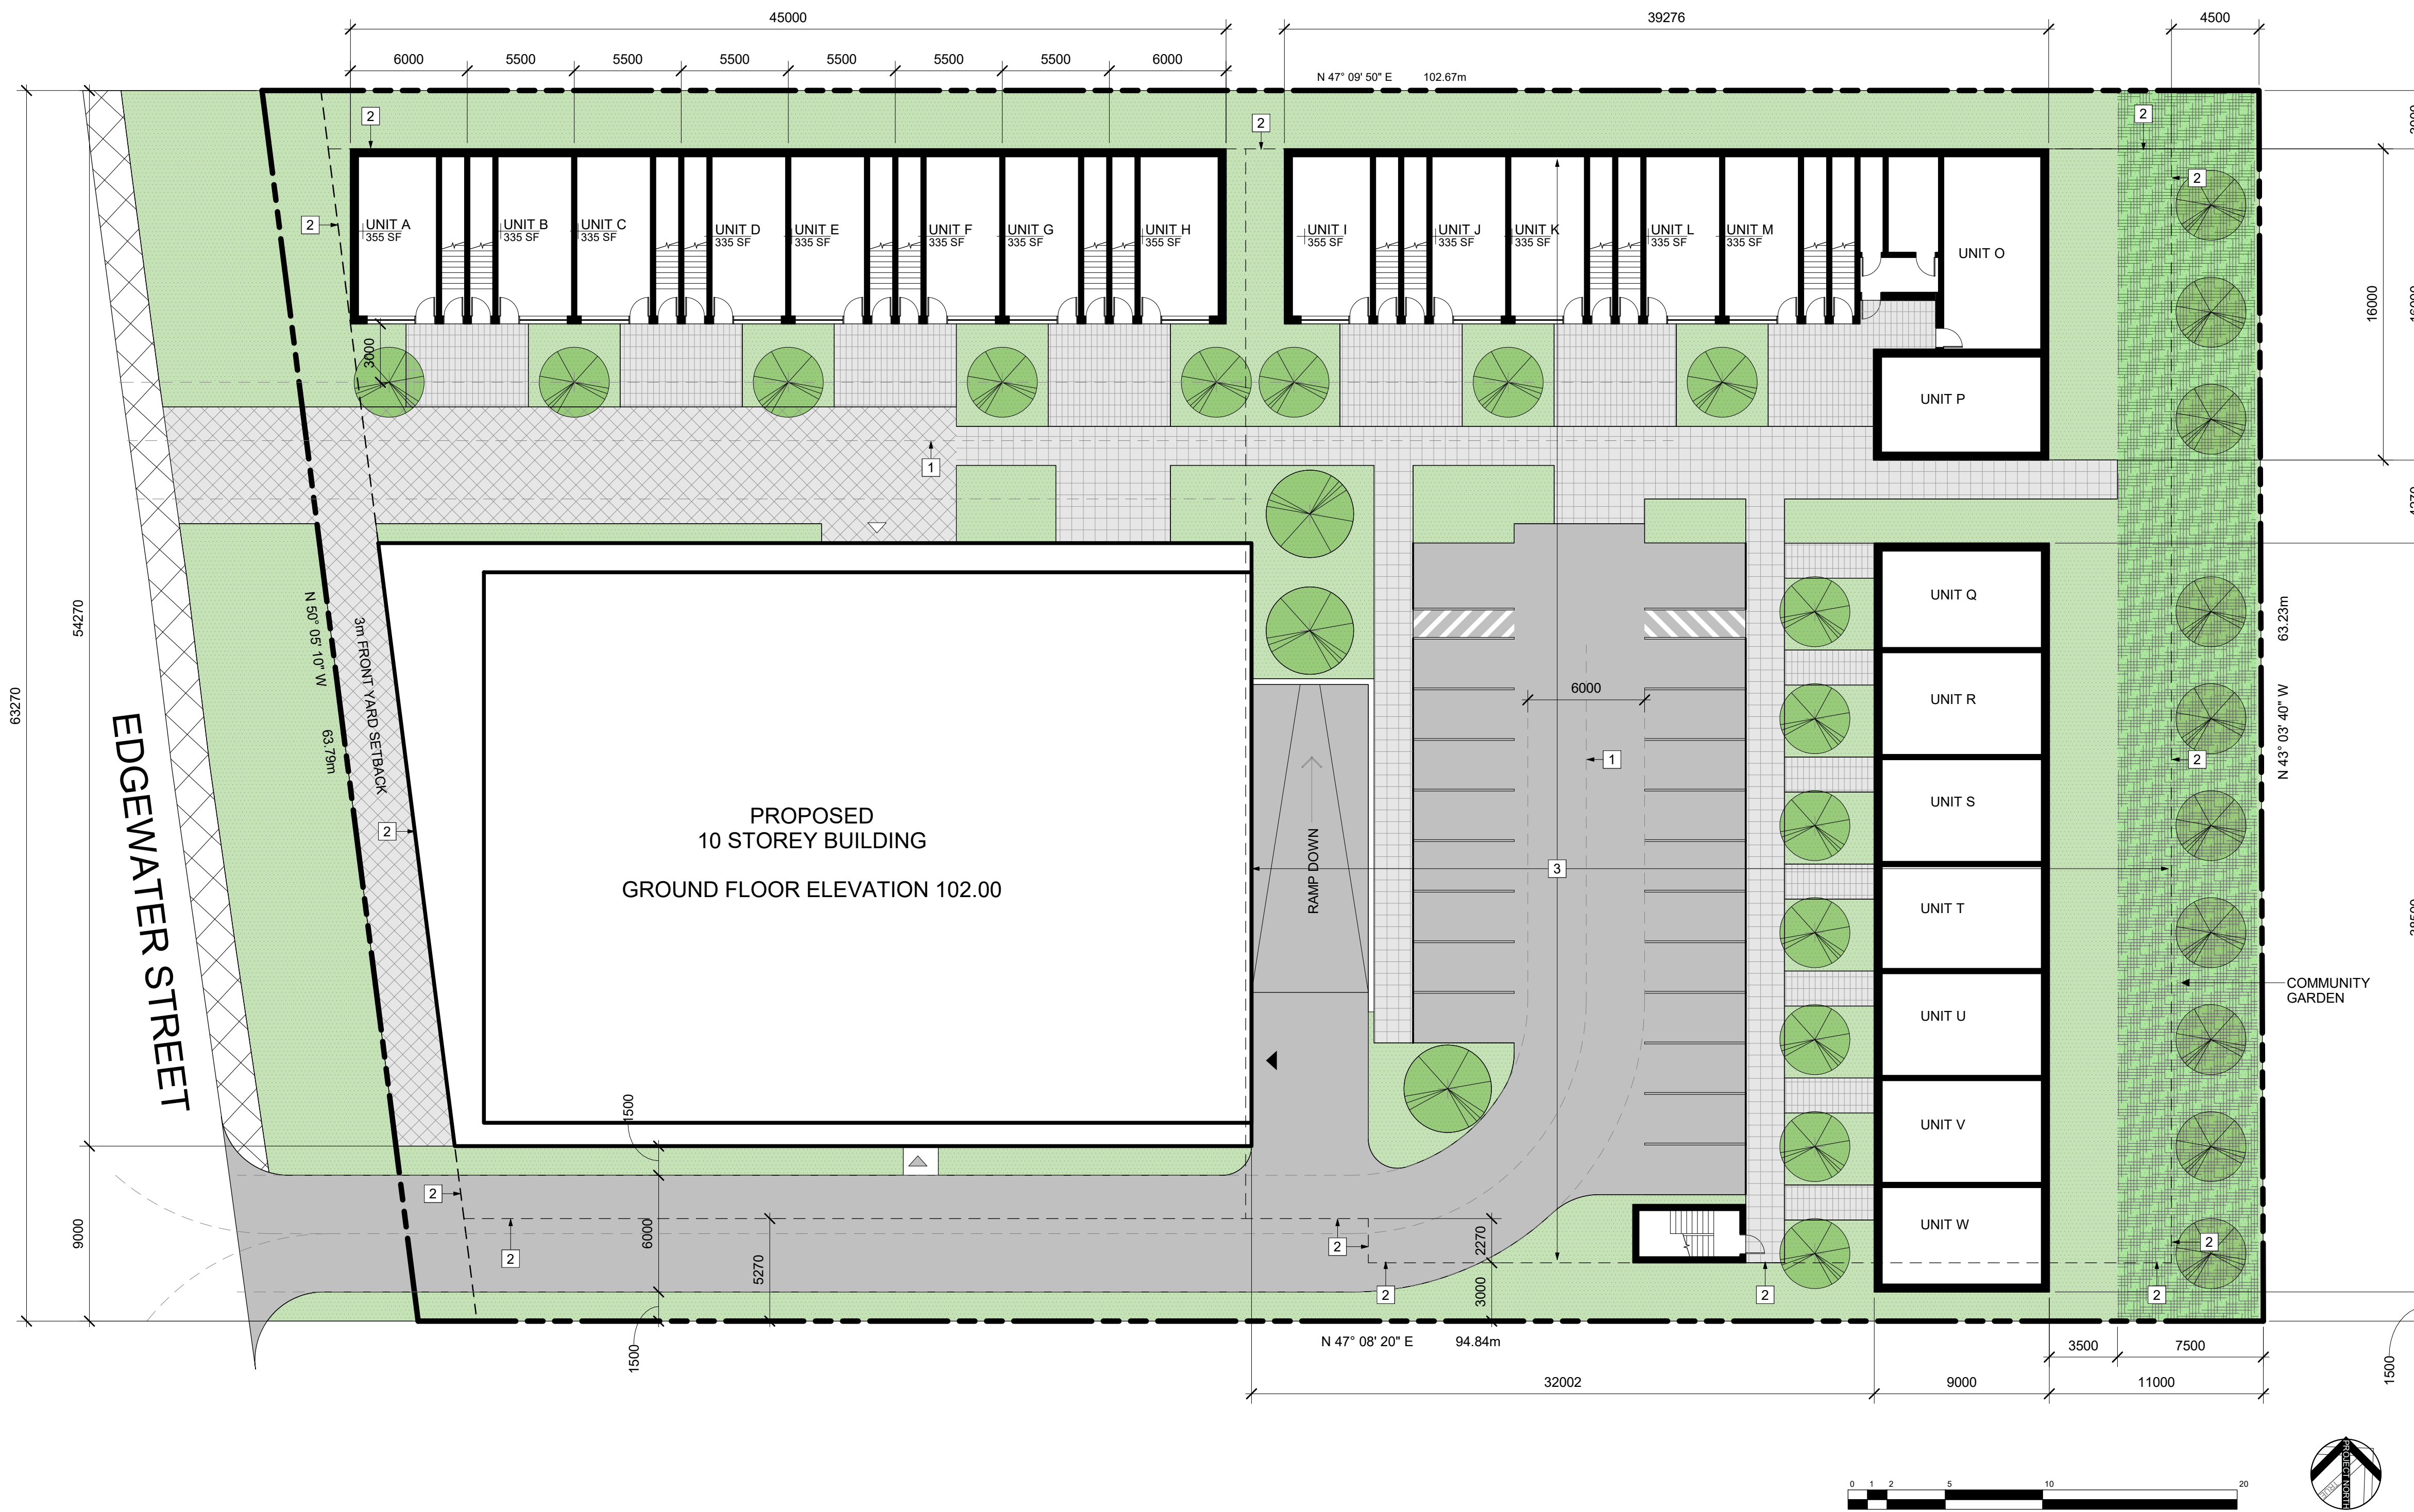 45000
39276
4500
6000
5500
5500
5500
5500
5500
5500
6000
N 47° 09' 50" E 102.67m
2
2
2
2
2
UNIT A
355 SF
UNIT B
335 SF
UNIT C
335 SF
UNIT D
335 SF
UNIT E
335 SF
UNIT F
335 SF
UNIT G
335 SF
UNIT H
355 SF
UNIT I
355 SF
UNIT J
335 SF
UNIT K
335 SF
UNIT L
335 SF
UNIT M
335 SF
UNIT O
16000
3000
UNIT P
1
54270
63270
N 50° 05' 10" W 63.79m
3m FRONT YARD SETBACK
EDGEWATER STREET
2
PROPOSED
10 STOREY BUILDING
GROUND FLOOR ELEVATION 102.00
RAMP DOWN
6000
1
3
UNIT Q
UNIT R
UNIT S
UNIT T
UNIT U
UNIT V
UNIT W
2
N 43° 03' 40" W 63.23m
COMMUNITY
GARDEN
1500
9000
2
2
6000
5270
2
2
2270
3000
2
2
2
2
1500
N 47° 08' 20" E 94.84m
3500
7500
32002
9000
11000
1500
0 1 2 5 10 20
PROJECT NORTH